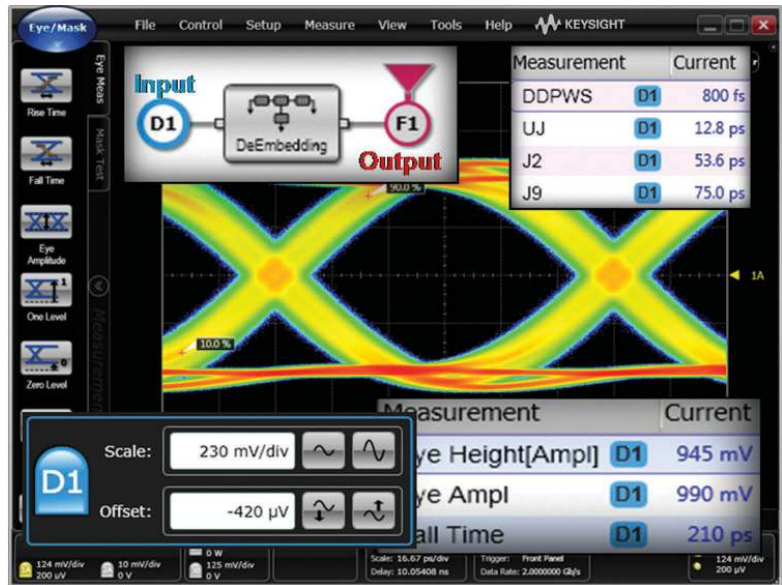 Eye/Mask
File Control Setup Measure View Tools Help KEYSIGHT
Eye Meas
Mask Test
Rise Time
Fall Time
Eye Amplitude
One Level
Zero Level
Input
D1
DeEmbedding
F1
Output
Measurement Current
DDPWS D1 800 fs
UJ D1 12.8 ps
J2 D1 53.6 ps
J9 D1 75.0 ps
90.0 %
1A
10.0 %
Measurement Current
ye Height[Ampl] D1 945 mV
ye Ampl D1 990 mV
all Time D1 210 ps
D1
Scale: 230 mV/div
Offset: -420 µV
124 mV/div
200 µV
10 mV/div
0 V
0 W
125 mV/div
0 V
Scale: 16.67 ps/div
Delay: 10.05408 ns
Trigger: Front Panel
Data Rate: 2.0000000 Gb/s
124 mV/div
200 µV